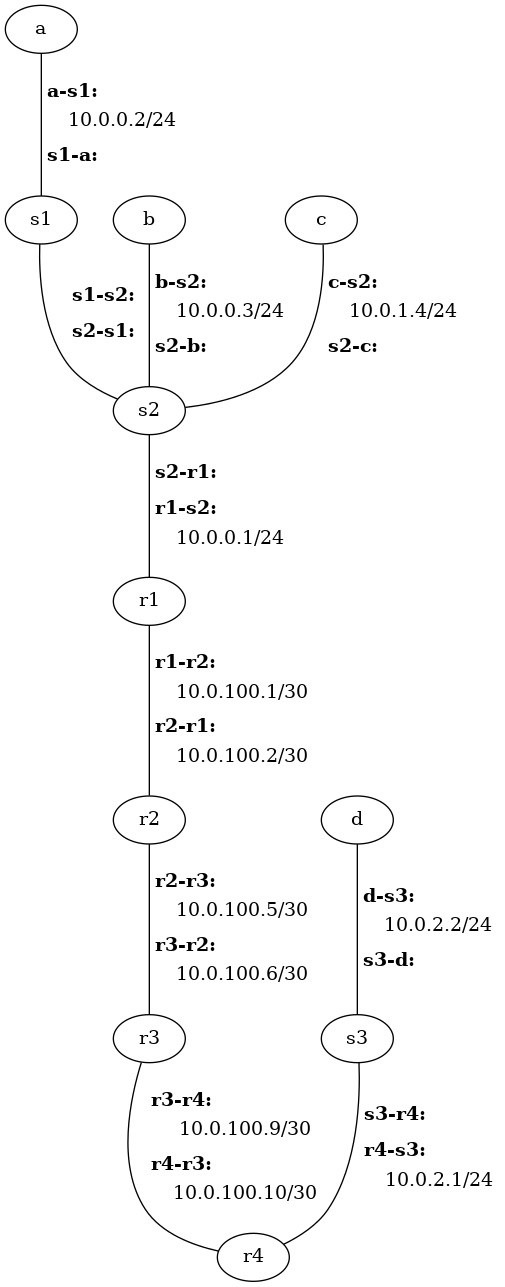 a
a-s1:
10.0.0.2/24
s1-a:
s1
b
c
s1-s2:
s2-s1:
b-s2:
10.0.0.3/24
s2-b:
c-s2:
10.0.1.4/24
s2-c:
s2
s2-r1:
r1-s2:
10.0.0.1/24
r1
r1-r2:
10.0.100.1/30
r2-r1:
10.0.100.2/30
r2
d
r2-r3:
10.0.100.5/30
r3-r2:
10.0.100.6/30
d-s3:
10.0.2.2/24
s3-d:
r3
s3
r3-r4:
10.0.100.9/30
r4-r3:
10.0.100.10/30
s3-r4:
r4-s3:
10.0.2.1/24
r4